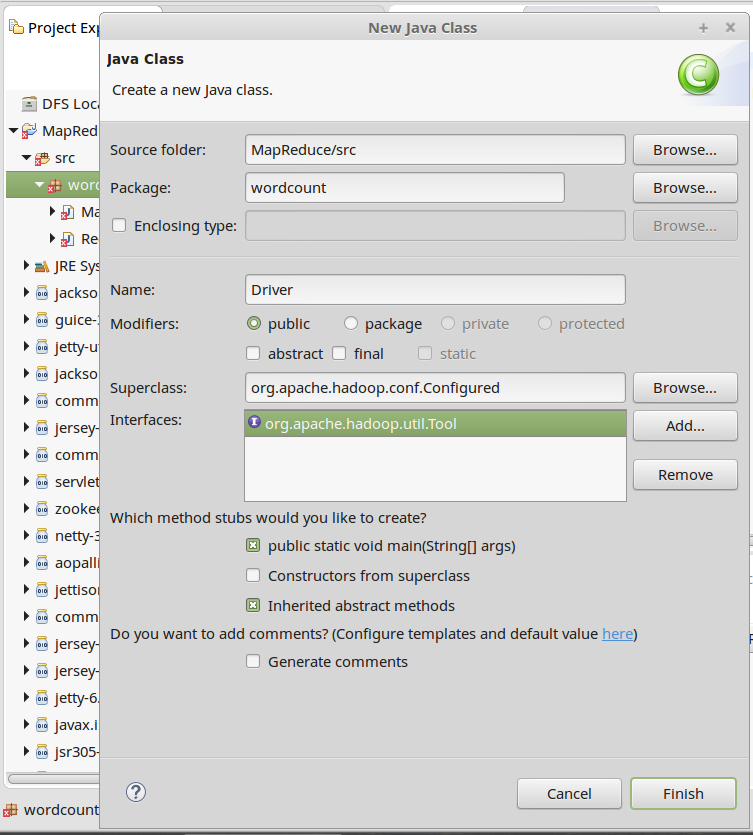 Project Exp
New Java Class
Java Class
Create a new Java class.
DFS Loca
MapRed
src
word
Ma
Re
JRE Sys
jackso
guice-
jetty-u
jackso
comm
jersey-
comm
servlet
zookee
netty-3
aopalli
jettison
comm
jersey-
jersey-
jetty-6.
javax.i
jsr305-
Source folder: MapReduce/src Browse...
Package: wordcount Browse...
Enclosing type: Browse...
Name: Driver
Modifiers: public package private protected
abstract final static
Superclass: org.apache.hadoop.conf.Configured Browse...
Interfaces: org.apache.hadoop.util.Tool Add...
Remove
Which method stubs would you like to create?
public static void main(String[] args)
Constructors from superclass
Inherited abstract methods
Do you want to add comments? (Configure templates and default value here)
Generate comments
? Cancel Finish
wordcount